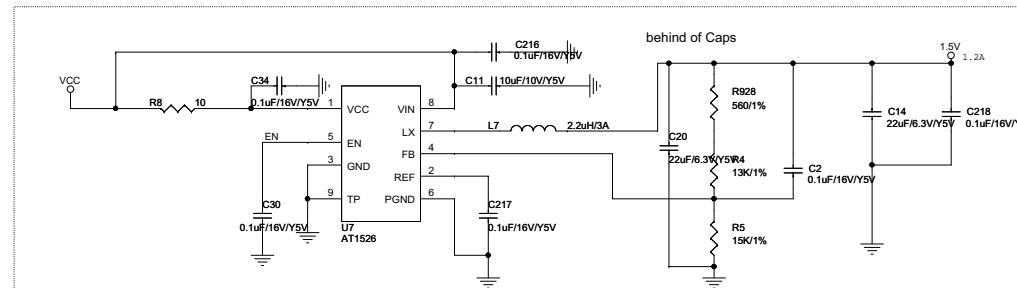 behind of Caps
1.5V
1.2A
C216
0.1uF/16V/Y5V
VCC
C34
0.1uF/16V/Y5V
C11 10uF/10V/Y5V
R8 10
1 VCC
VIN 8
LX 7
L7 2.2uH/3A
EN
5 EN
FB 4
3 GND
REF 2
9 TP
PGND 6
U7
AT1526
C30
0.1uF/16V/Y5V
C217
0.1uF/16V/Y5V
C20
22uF/6.3V/Y5V
R928
560/1%
R4
13K/1%
C2
0.1uF/16V/Y5V
R5
15K/1%
C14
22uF/6.3V/Y5V
C218
0.1uF/16V/Y